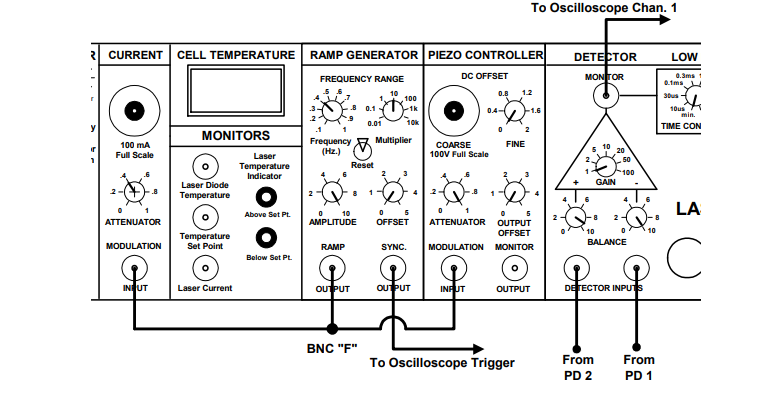 To Oscilloscope Chan. 1
R
CURRENT
CELL TEMPERATURE
RAMP GENERATOR
PIEZO CONTROLLER
DETECTOR
LOW
FREQUENCY RANGE
DC OFFSET
MONITOR
.1 .2 .3 .4 .5 .6 .7 .8 .9 1
0.01 0.1 1 10 100 1k 10k
0 0.4 0.8 1.2 1.6 2
10us min.
30us
0.1ms
0.3ms
TIME CON
100 mA
Full Scale
MONITORS
Frequency
(Hz.)
Multiplier
Reset
COARSE
100V Full Scale
FINE
Laser
Temperature
Indicator
Laser Diode
Temperature
Above Set Pt.
1 2 5 10 20 50 100
GAIN
+
-
0 .2 .4 .6 .8 1
ATTENUATOR
0 2 4 6 8 10
AMPLITUDE
0 1 2 3 4 5
OFFSET
0 .2 .4 .6 .8 1
ATTENUATOR
0 1 2 3 4 5
OUTPUT
OFFSET
0 2 4 6 8 10
0 2 4 6 8 10
BALANCE
LA
Temperature
Set Point
Below Set Pt.
MODULATION
INPUT
Laser Current
RAMP
OUTPUT
SYNC.
OUTPUT
MODULATION
INPUT
MONITOR
OUTPUT
DETECTOR INPUTS
BNC "F"
To Oscilloscope Trigger
From
PD 2
From
PD 1